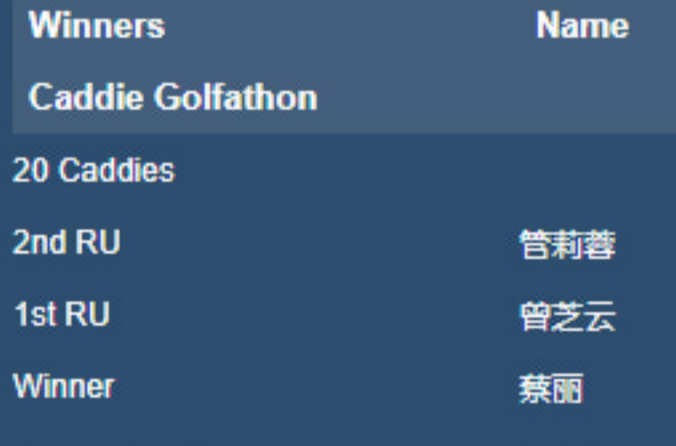 Winners Name
Caddie Golfathon
20 Caddies
2nd RU 管莉蓉
1st RU 曾芝云
Winner 蔡丽